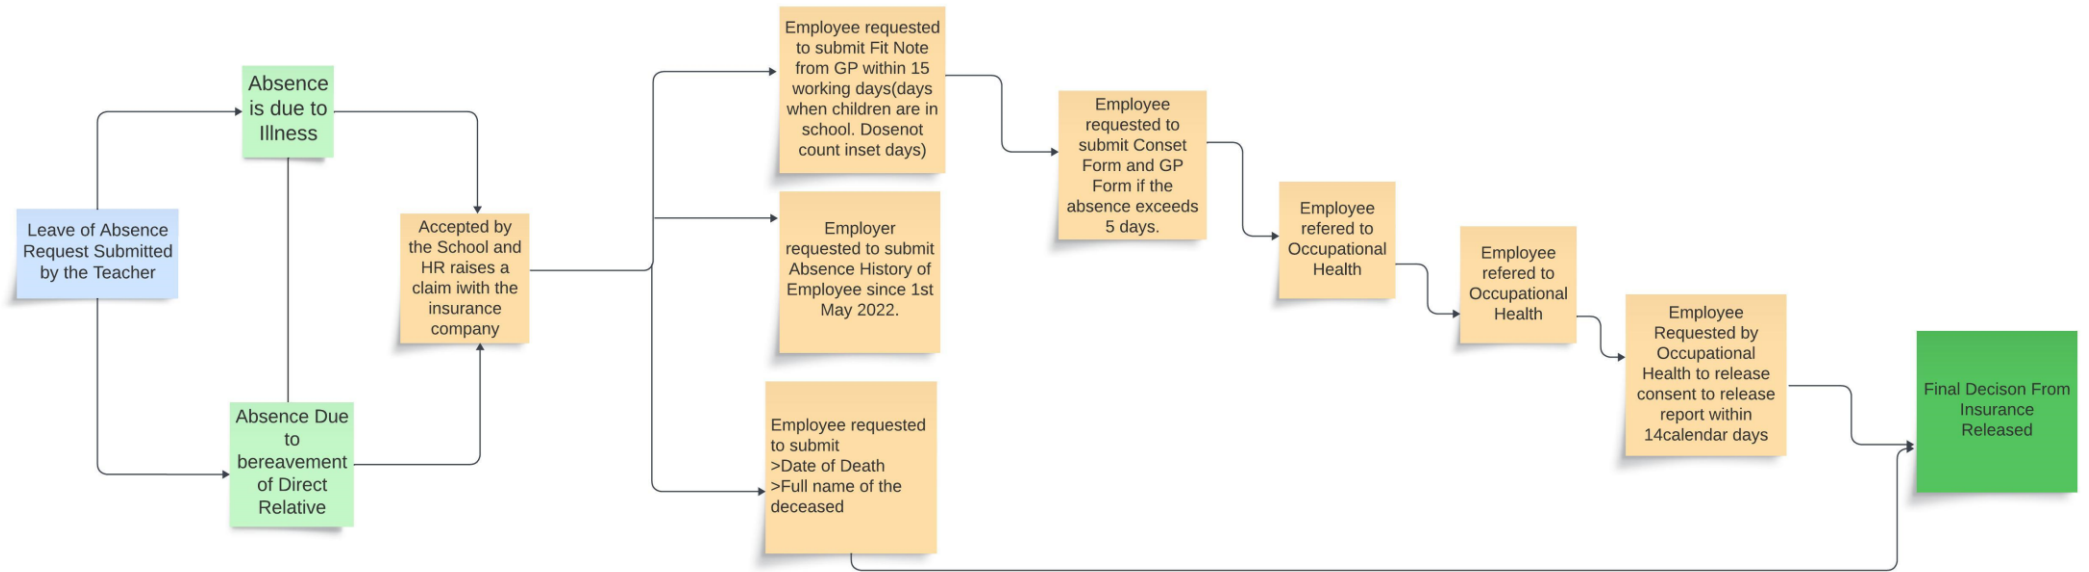 Leave of Absence
Request Submitted
by the Teacher
Absence
is due to
Illness
Absence Due
to
bereavement
of Direct
Relative
Accepted by
the School and
HR raises a
claim iwith the
insurance
company
Employee requested
to submit Fit Note
from GP within 15
working days(days
when children are in
school. Dosenot
count inset days)
Employer
requested to submit
Absence History of
Employee since 1st
May 2022.
Employee requested
to submit
>Date of Death
>Full name of the
deceased
Employee
requested to
submit Conset
Form and GP
Form if the
absence exceeds
5 days.
Employee
refered to
Occupational
Health
Employee
refered to
Occupational
Health
Employee
Requested by
Occupational
Health to release
consent to release
report within
14calendar days
Final Decison From
Insurance
Released